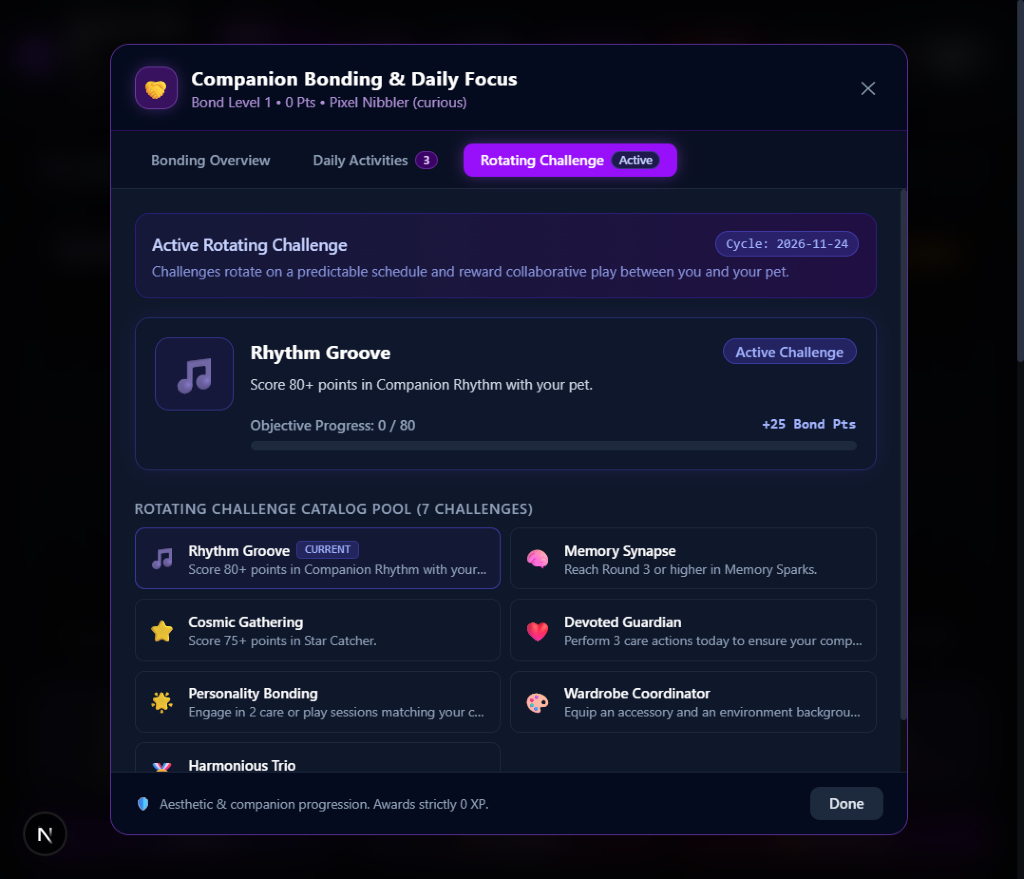 Companion Bonding & Daily Focus
Bond Level 1 • 0 Pts • Pixel Nibbler (curious)
Bonding Overview
Daily Activities 3
Rotating Challenge Active
Active Rotating Challenge
Cycle: 2026-11-24
Challenges rotate on a predictable schedule and reward collaborative play between you and your pet.
Rhythm Groove
Active Challenge
Score 80+ points in Companion Rhythm with your pet.
Objective Progress: 0 / 80
+25 Bond Pts
ROTATING CHALLENGE CATALOG POOL (7 CHALLENGES)
Rhythm Groove CURRENT
Score 80+ points in Companion Rhythm with your...
Memory Synapse
Reach Round 3 or higher in Memory Sparks.
Cosmic Gathering
Score 75+ points in Star Catcher.
Devoted Guardian
Perform 3 care actions today to ensure your comp...
Personality Bonding
Engage in 2 care or play sessions matching your c...
Wardrobe Coordinator
Equip an accessory and an environment backgrou...
Harmonious Trio
Aesthetic & companion progression. Awards strictly 0 XP.
Done
N